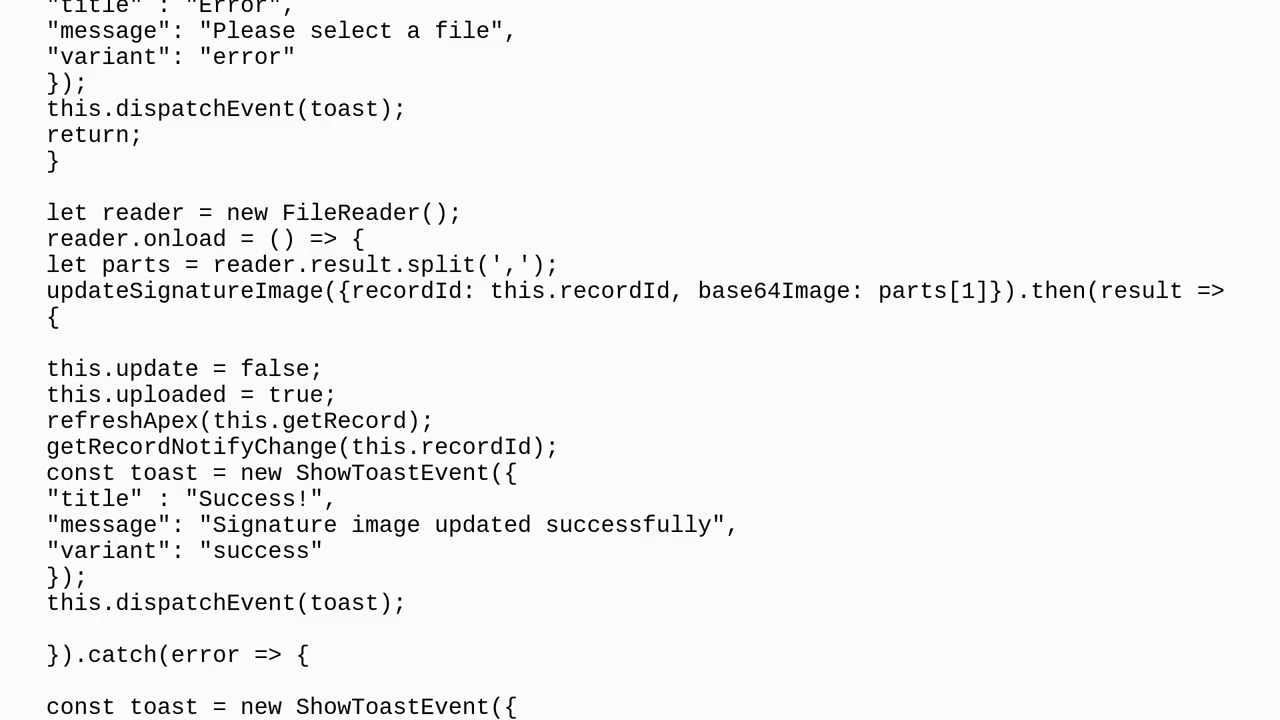 "title" : "Error",
"message": "Please select a file",
"variant": "error"
});
this.dispatchEvent(toast);
return;
}
let reader = new FileReader();
reader.onload = () => {
let parts = reader.result.split(',');
updateSignatureImage({recordId: this.recordId, base64Image: parts[1]}).then(result =>
{
this.update = false;
this.uploaded = true;
refreshApex(this.getRecord);
getRecordNotifyChange(this.recordId);
const toast = new ShowToastEvent({
"title" : "Success!",
"message": "Signature image updated successfully",
"variant": "success"
});
this.dispatchEvent(toast);
}).catch(error => {
const toast = new ShowToastEvent({